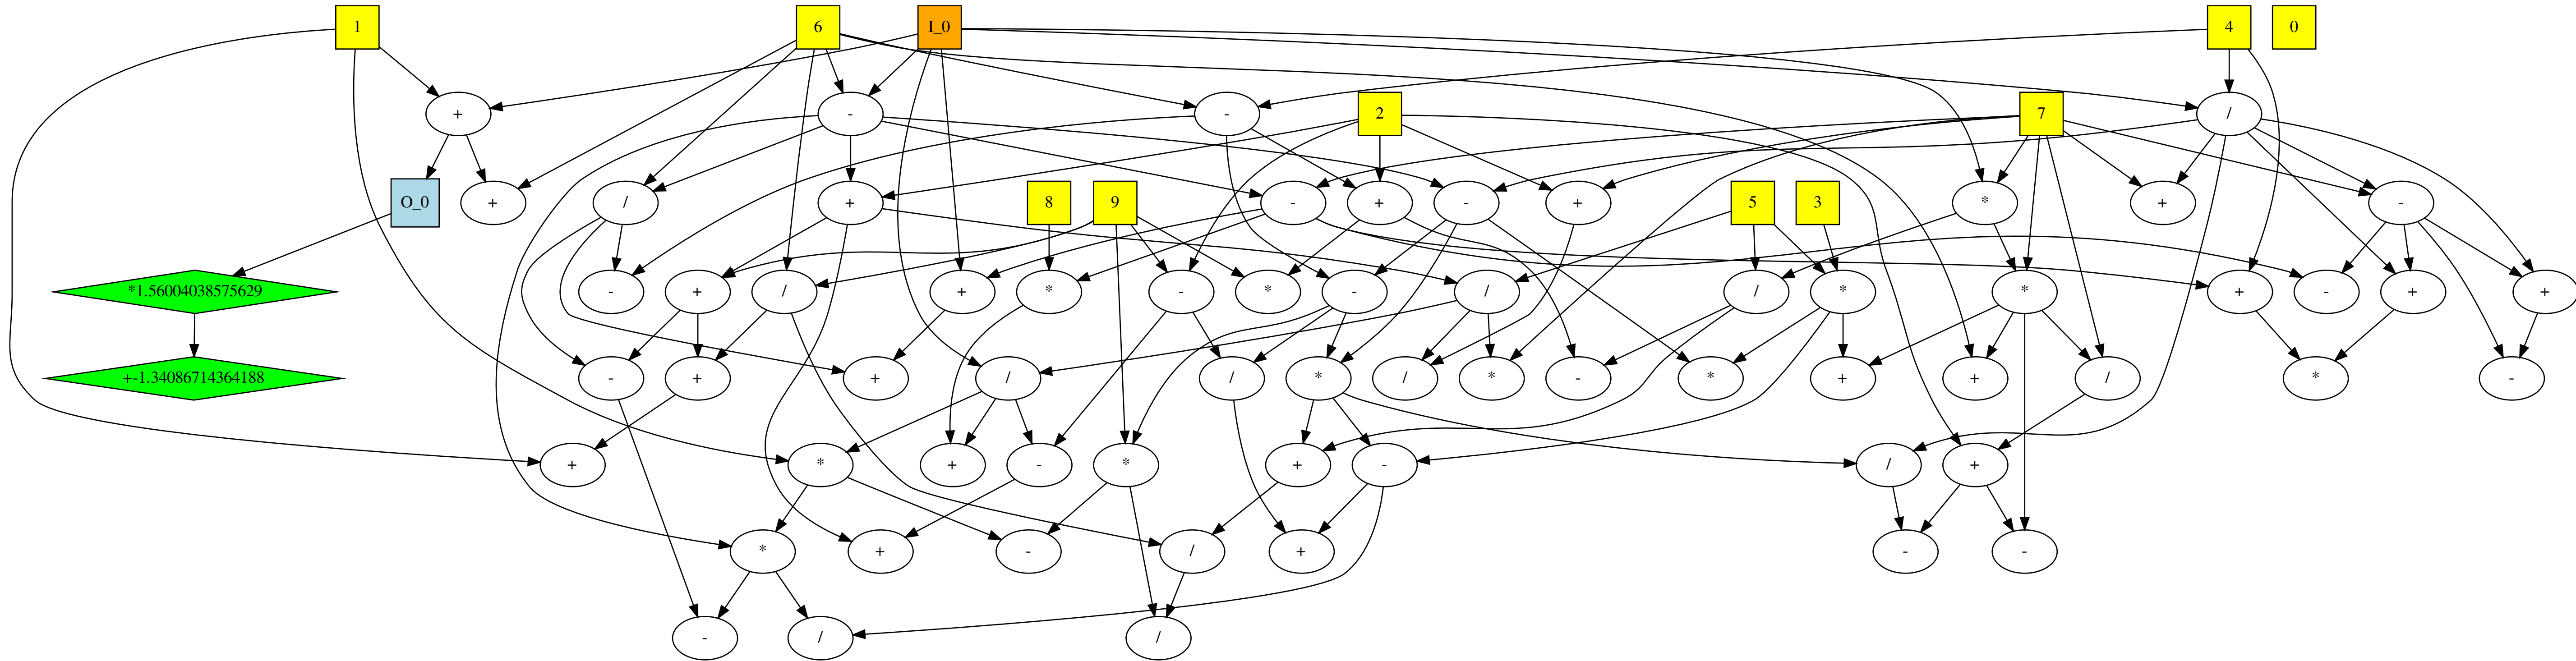 1 6 I_0 4 0
+ - - 2 7 /
O_0 + / + 8 9 - + - + 5 3 * + -
*1.56004038575629 - + / + * - * - / / * * + - + +
+-1.34086714364188 - + + / / * / * - * + + / * -
+ * + - * + - / +
* + - / + - -
- / /